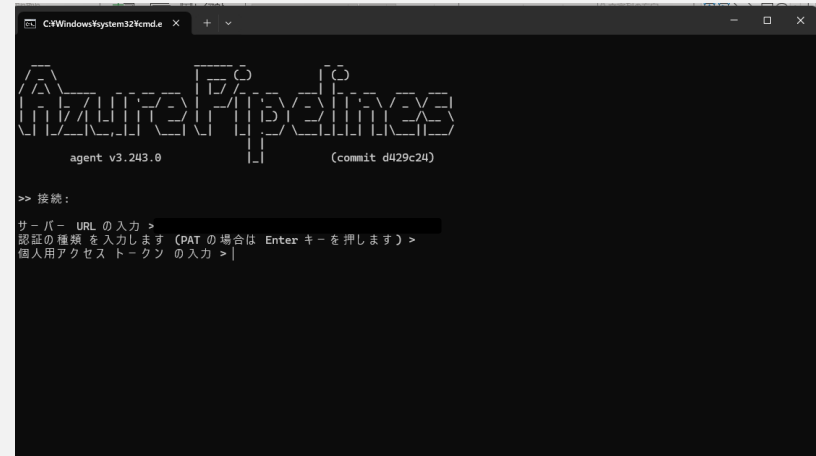 C:¥Windows¥system32¥cmd.e
Azure Pipelines
agent v3.243.0 (commit d429c24)
>> 接続:
サーバー URL の入力 >
認証の種類 を入力します (PAT の場合は Enter キーを押します) >
個人用アクセス トークン の入力 >